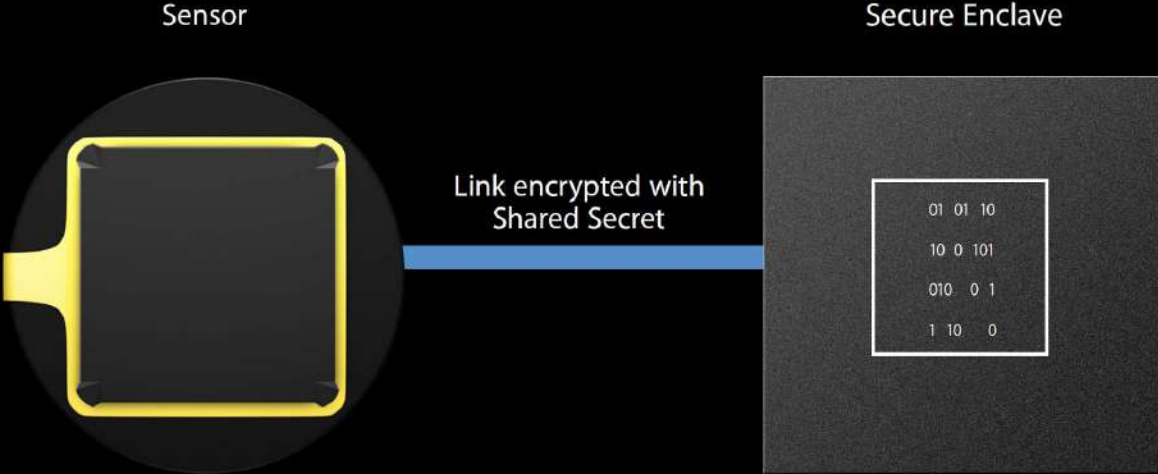 Sensor
Secure Enclave
Link encrypted with
Shared Secret
01 01 10
10 0 101
010 0 1
1 10 0